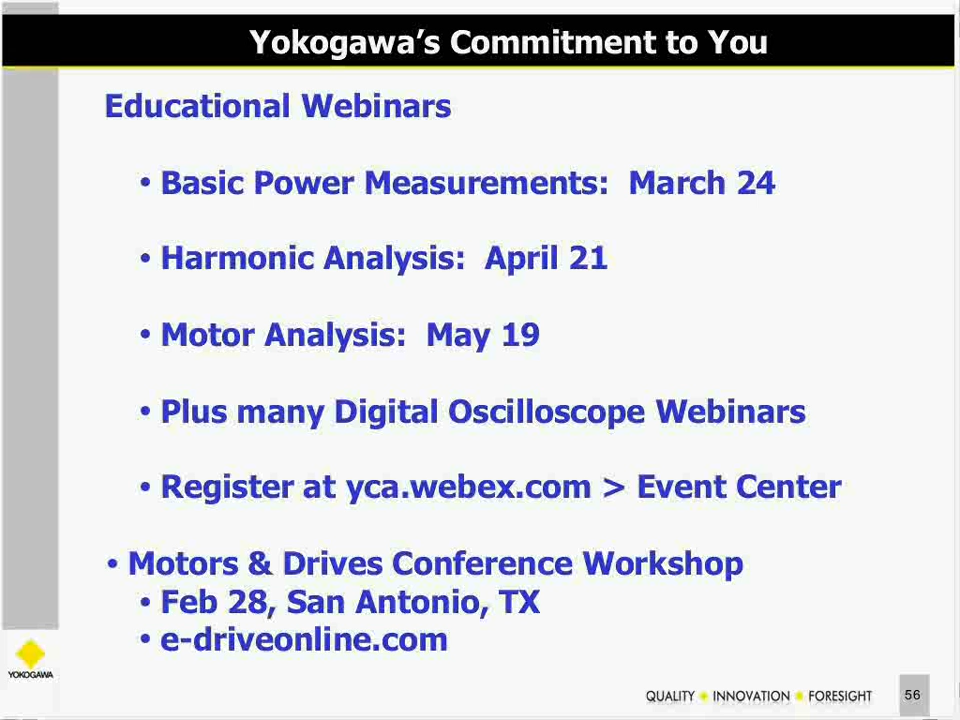 Yokogawa’s Commitment to You
Educational Webinars
• Basic Power Measurements:  March 24
• Harmonic Analysis:  April 21
• Motor Analysis:  May 19
• Plus many Digital Oscilloscope Webinars
• Register at yca.webex.com > Event Center
• Motors & Drives Conference Workshop
• Feb 28, San Antonio, TX
• e-driveonline.com
YOKOGAWA
QUALITY INNOVATION FORESIGHT
56